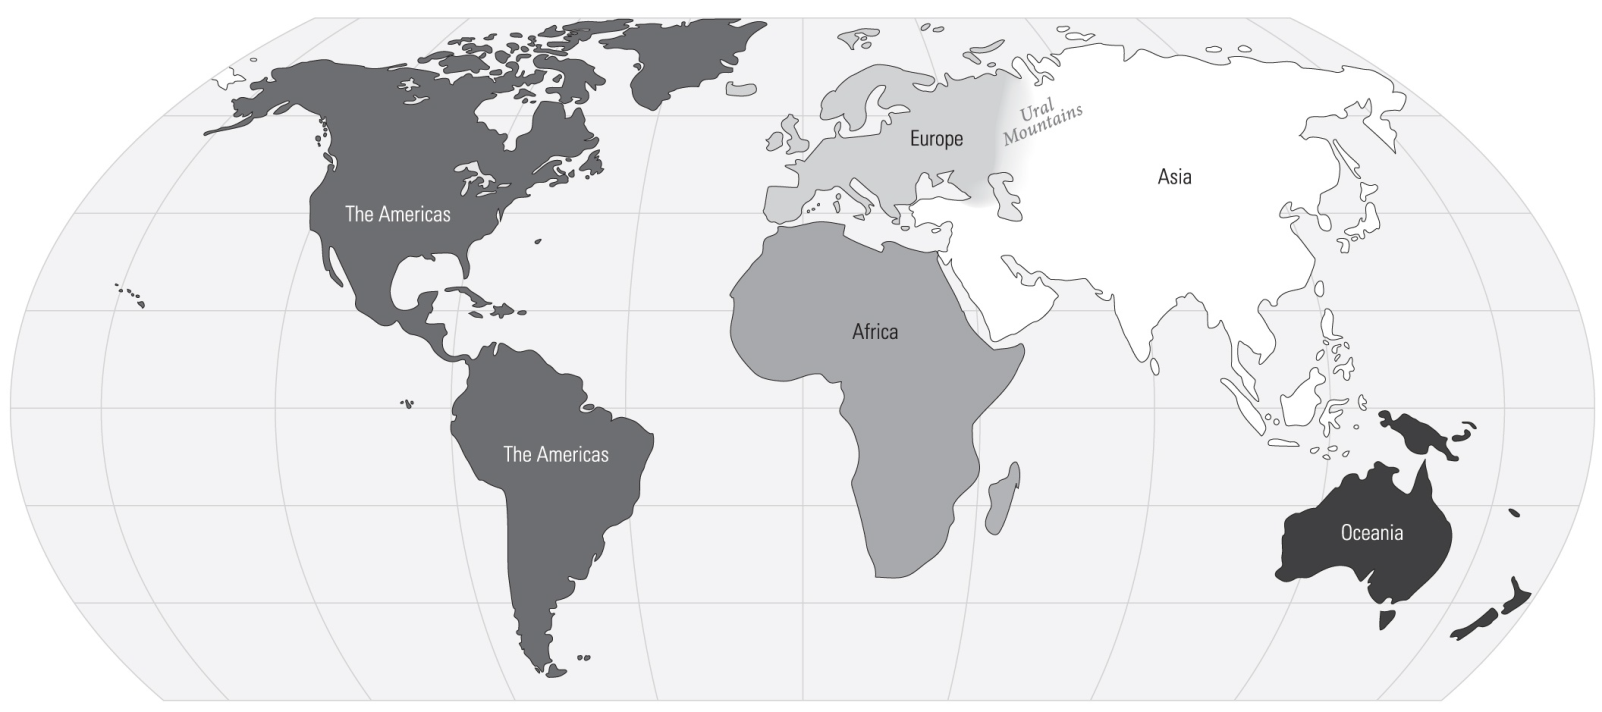 Ural
Mountains
Europe
Asia
The Americas
Africa
The Americas
Oceania